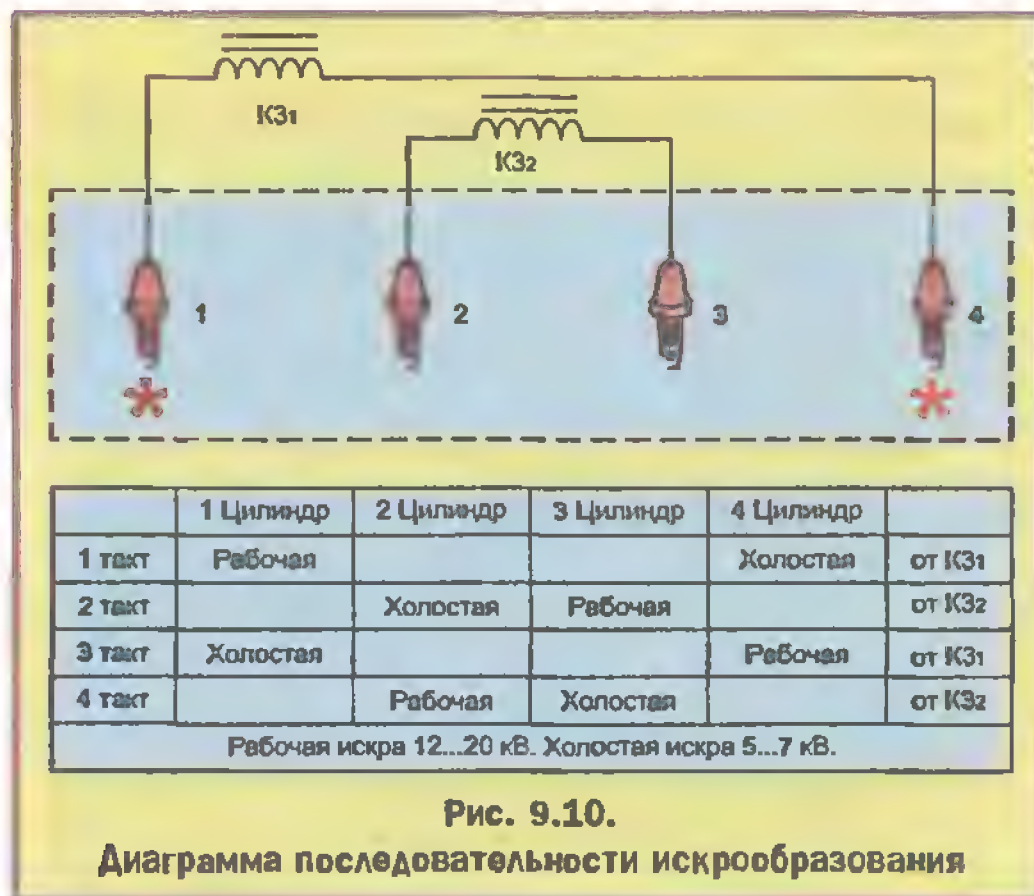 КЗ1
КЗ2
1
2
3
4
1 Цилиндр 2 Цилиндр 3 Цилиндр 4 Цилиндр
1 такт Рабочая Холостая от КЗ1
2 такт Холостая Рабочая от КЗ2
3 такт Холостая Рабочая от КЗ1
4 такт Рабочая Холостая от КЗ2
Рабочая искра 12...20 кВ. Холостая искра 5...7 кВ.
Рис. 9.10.
Диаграмма последовательности искрообразования